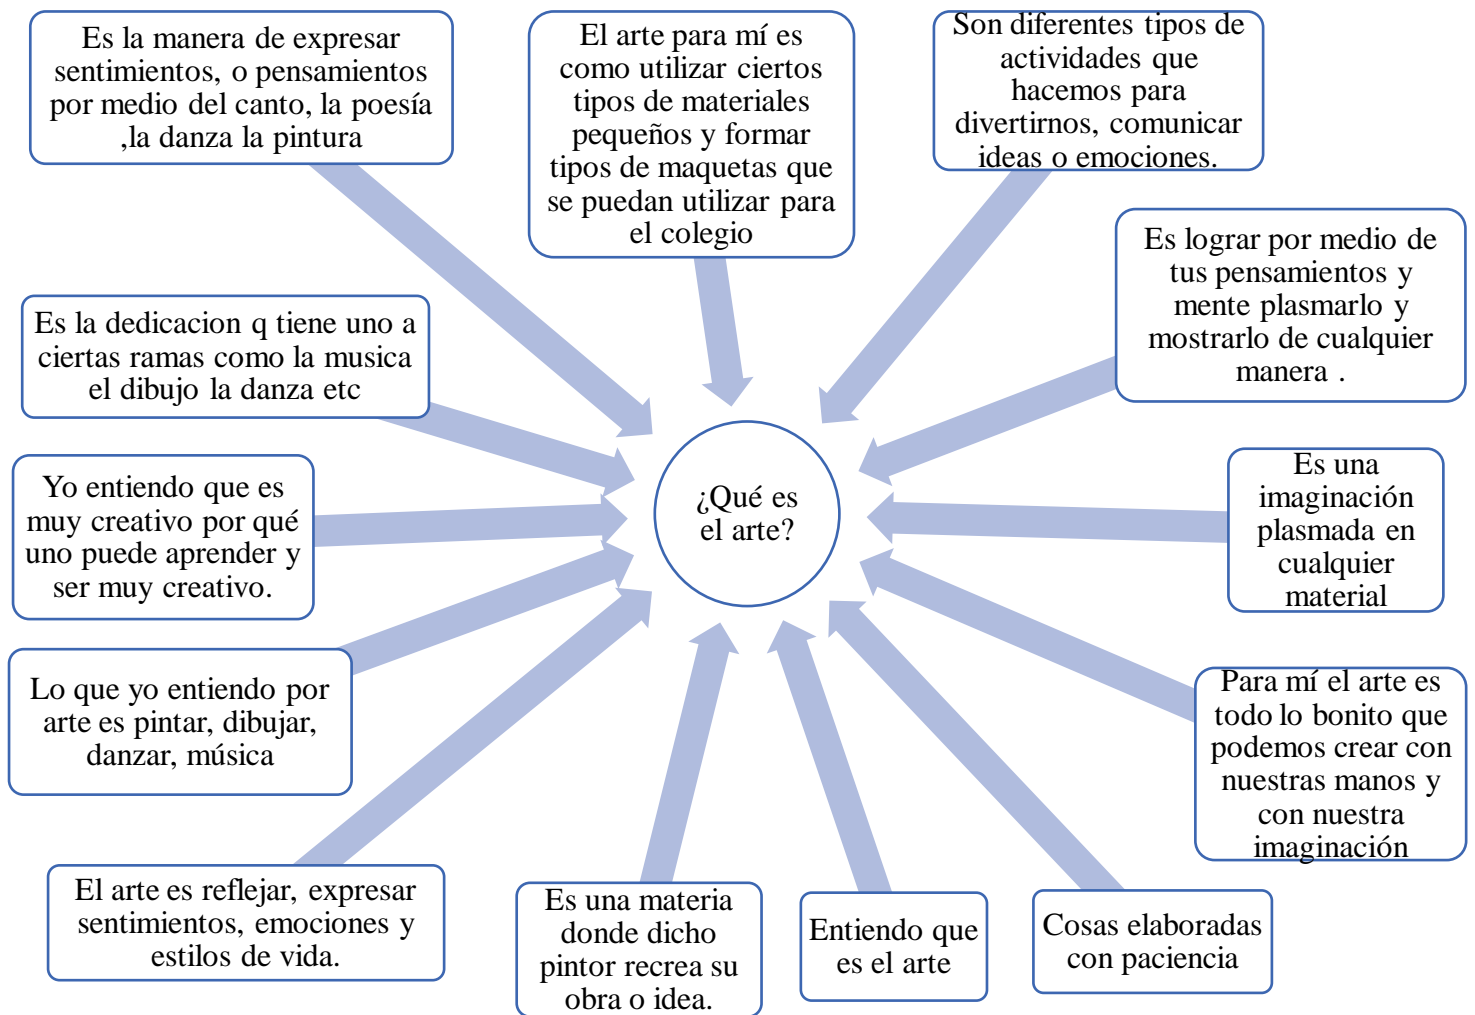 Es la manera de expresar
sentimientos, o pensamientos
por medio del canto, la poesía
,la danza la pintura
El arte para mí es
como utilizar ciertos
tipos de materiales
pequeños y formar
tipos de maquetas que
se puedan utilizar para
el colegio
Son diferentes tipos de
actividades que
hacemos para
divertirnos, comunicar
ideas o emociones.
Es lograr por medio de
tus pensamientos y
mente plasmarlo y
mostrarlo de cualquier
manera .
Es la dedicacion q tiene uno a
ciertas ramas como la musica
el dibujo la danza etc
Yo entiendo que es
muy creativo por qué
uno puede aprender y
ser muy creativo.
¿Qué es
el arte?
Es una
imaginación
plasmada en
cualquier
material
Lo que yo entiendo por
arte es pintar, dibujar,
danzar, música
Para mí el arte es
todo lo bonito que
podemos crear con
nuestras manos y
con nuestra
imaginación
El arte es reflejar, expresar
sentimientos, emociones y
estilos de vida.
Es una materia
donde dicho
pintor recrea su
obra o idea.
Entiendo que
es el arte
Cosas elaboradas
con paciencia